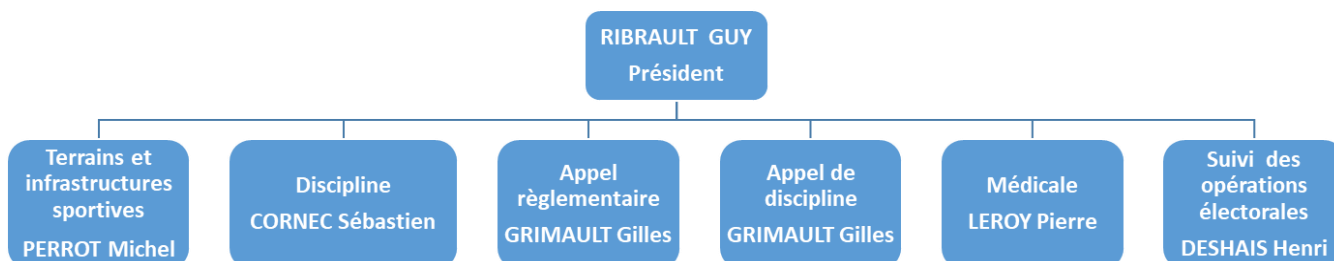 RIBRAULT GUY
Président
Terrains et
infrastructures
sportives
PERROT Michel
Discipline
CORNEC Sébastien
Appel
règlementaire
GRIMAULT Gilles
Appel de
discipline
GRIMAULT Gilles
Médicale
LEROY Pierre
Suivi des
opérations
électorales
DESHAIS Henri